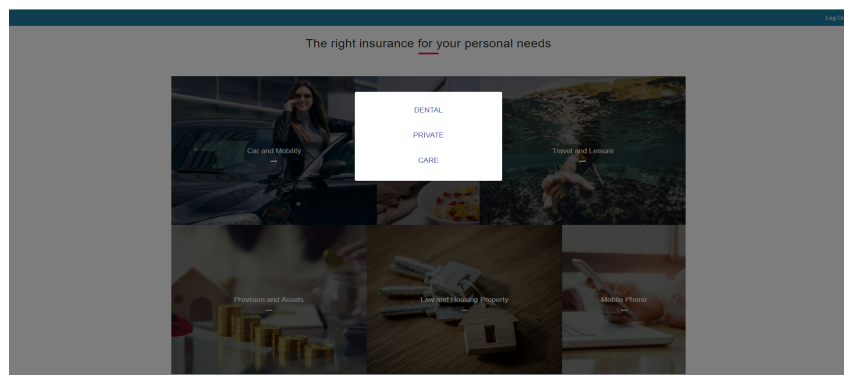 Log Ou
The right insurance for your personal needs
DENTAL
PRIVATE
CARE
Car and Mobility
Travel and Leisure
Provision and Assets
Law and Housing Property
Mobile Phone